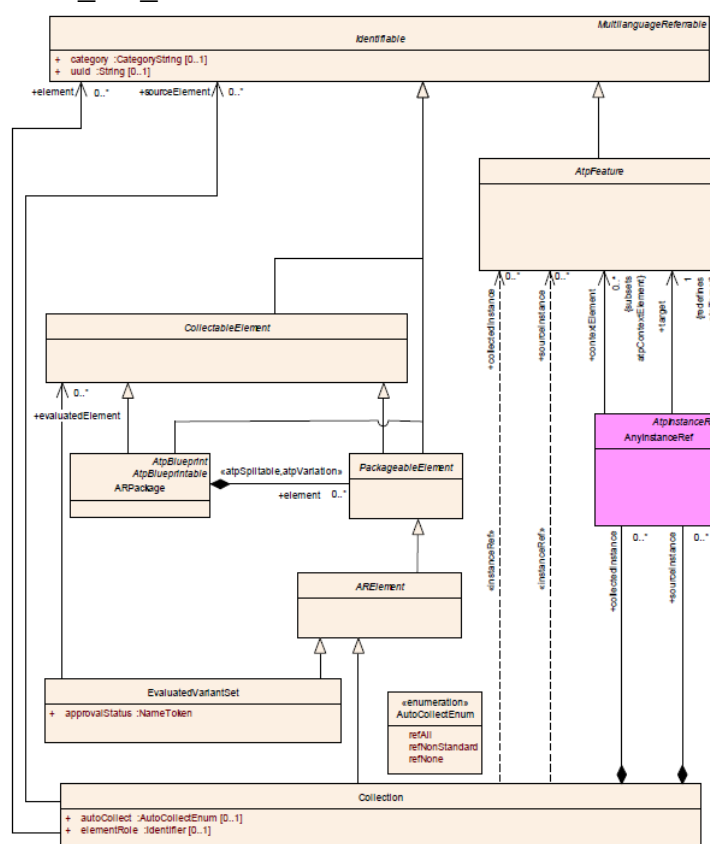 MultilanguageReferrable
Identifiable
+ category :CategoryString [0..1]
+ uuid :String [0..1]
+element
0..*
+sourceElement
0..*
AtpFeature
0..*
0..*
0..*
{subsets
atpContextElement}
1
{redefines
+collectedInstance
+sourceInstance
+contextElement
+target
CollectableElement
0..*
+evaluatedElement
AtpBlueprint
AtpBlueprintable
ARPackage
«atpSplitable,atpVariation»
+element 0..*
PackageableElement
AnyInstanceRef
«instanceRef»
«instanceRef»
0..*
0..*
+collectedInstance
+sourceInstance
ARElement
EvaluatedVariantSet
+ approvalStatus :NameToken
«enumeration»
AutoCollectEnum
refAll
refNonStandard
refNone
Collection
+ autoCollect :AutoCollectEnum [0..1]
+ elementRole :Identifier [0..1]